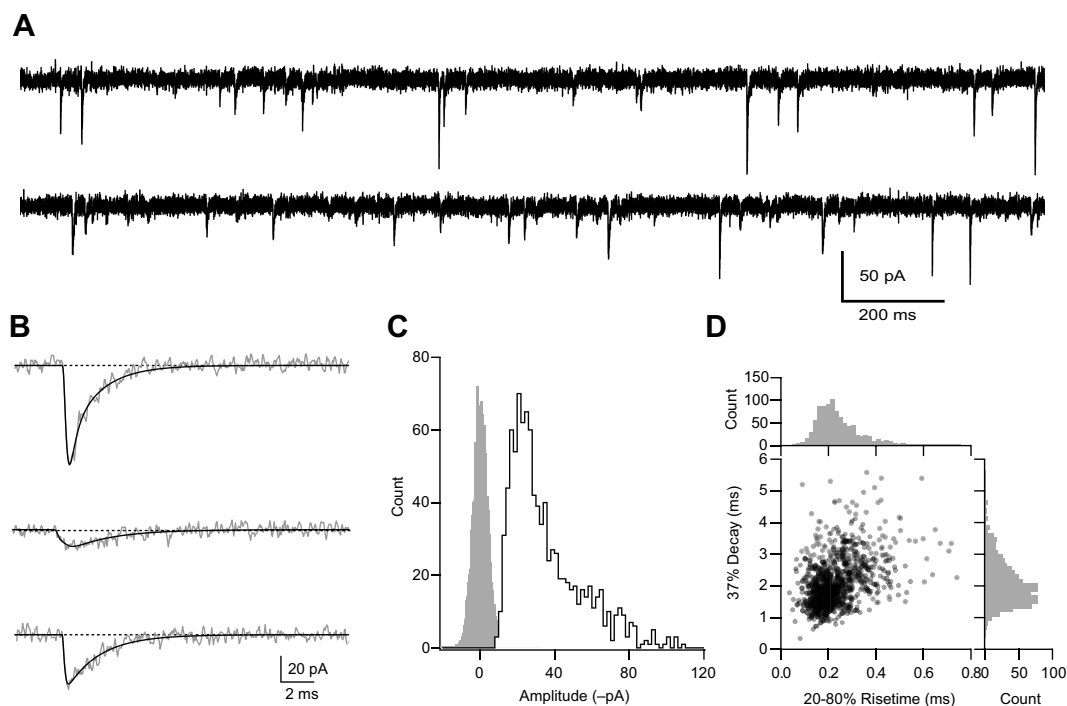 A
50 pA
200 ms
B
20 pA
2 ms
C
80
60
40
20
0
Count
0
40
80
120
Amplitude (–pA)
D
150
100
50
0
Count
6
5
4
3
2
1
0
37% Decay (ms)
0.0
0.2
0.4
0.6
0.8
20-80% Risetime (ms)
0
50
100
Count